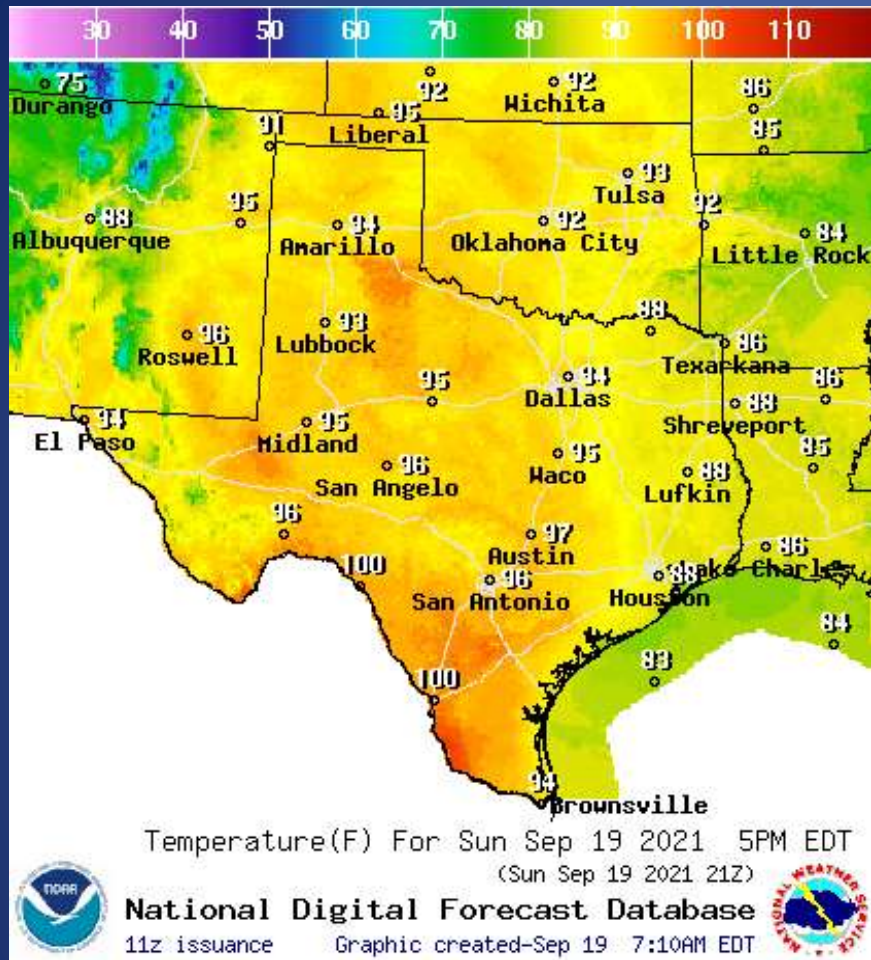 30 40 50 60 70 80 90 100 110
75
Durango
92
92
Wichita
86
95
Liberal
85
91
93
Tulsa
88
Albuquerque
95
94
Amarillo
92
Oklahoma City
92
84
Little Rock
96
Roswell
93
Lubbock
88
86
Texarkana
94
El Paso
95
Midland
95
94
Dallas
88
Shreveport
86
96
San Angelo
95
Waco
88
Lufkin
85
96
97
Austin
86
Lake Charles
100
96
San Antonio
88
Houston
84
100
83
94
Brownsville
Temperature(F) For Sun Sep 19 2021 5PM EDT
(Sun Sep 19 2021 21Z)
NOAA
National Digital Forecast Database
11z issuance Graphic created-Sep 19 7:10AM EDT
NATIONAL WEATHER SERVICE